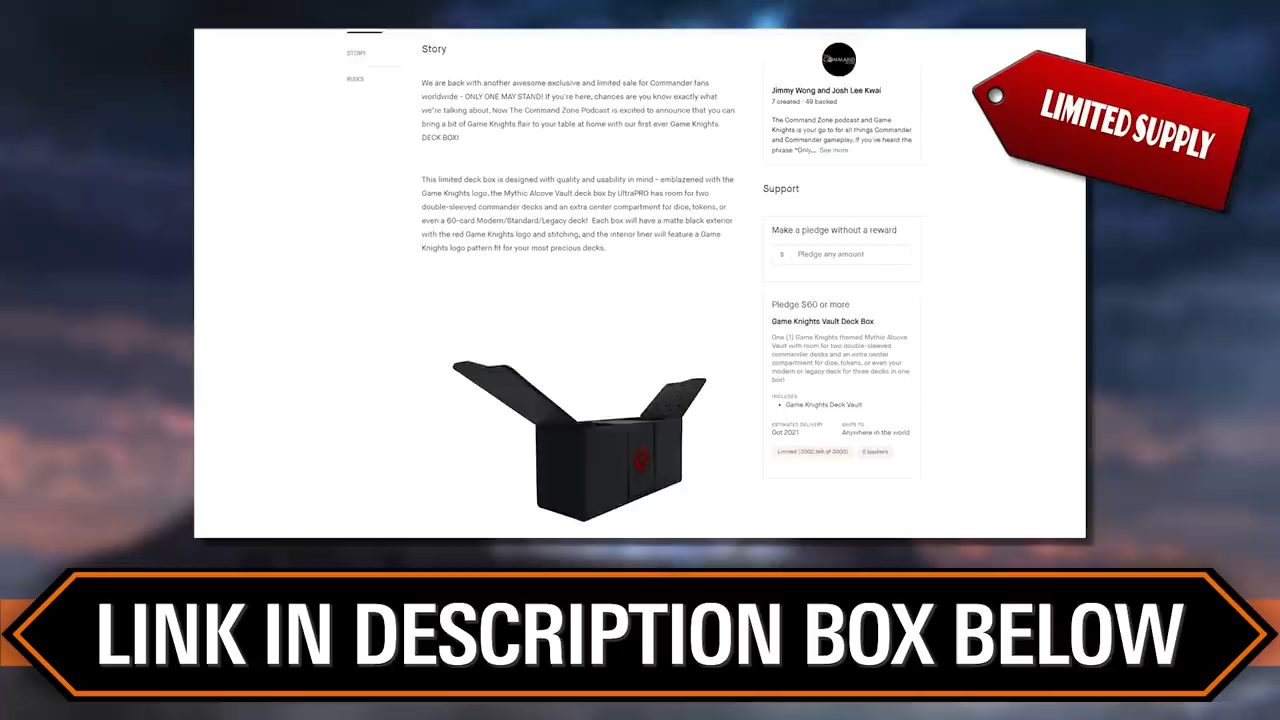 STORY
RISKS
Story
We are back with another awesome exclusive and limited sale for Commander fans
worldwide - ONLY ONE MAY STAND! If you're here, chances are you know exactly what
we're talking about. Now The Command Zone Podcast is excited to announce that you can
bring a bit of Game Knights flair to your table at home with our first ever Game Knights
DECK BOX!
This limited deck box is designed with quality and usability in mind - emblazened with the
Game Knights logo, the Mythic Alcove Vault deck box by UltraPRO has room for two
double-sleeved commander decks and an extra center compartment for dice, tokens, or
even a 60-card Modern/Standard/Legacy deck! Each box will have a matte black exterior
with the red Game Knights logo and stitching, and the interior liner will feature a Game
Knights logo pattern fit for your most precious decks.
COMMAND
Jimmy Wong and Josh Lee Kwai
7 created · 49 backed
The Command Zone podcast and Game
Knights is your go to for all things Commander
and Commander gameplay. If you've heard the
phrase "Only... See more
Support
Make a pledge without a reward
$ Pledge any amount
Pledge $60 or more
Game Knights Vault Deck Box
One (1) Game Knights themed Mythic Alcove
Vault with room for two double-sleeved
commander decks and an extra center
compartment for dice, tokens, or even your
modern or legacy deck for three decks in one
box!
INCLUDES
• Game Knights Deck Vault
ESTIMATED DELIVERY SHIPS TO
Oct 2021 Anywhere in the world
Limited left of 0 backers
LIMITED SUPPLY
LINK IN DESCRIPTION BOX BELOW